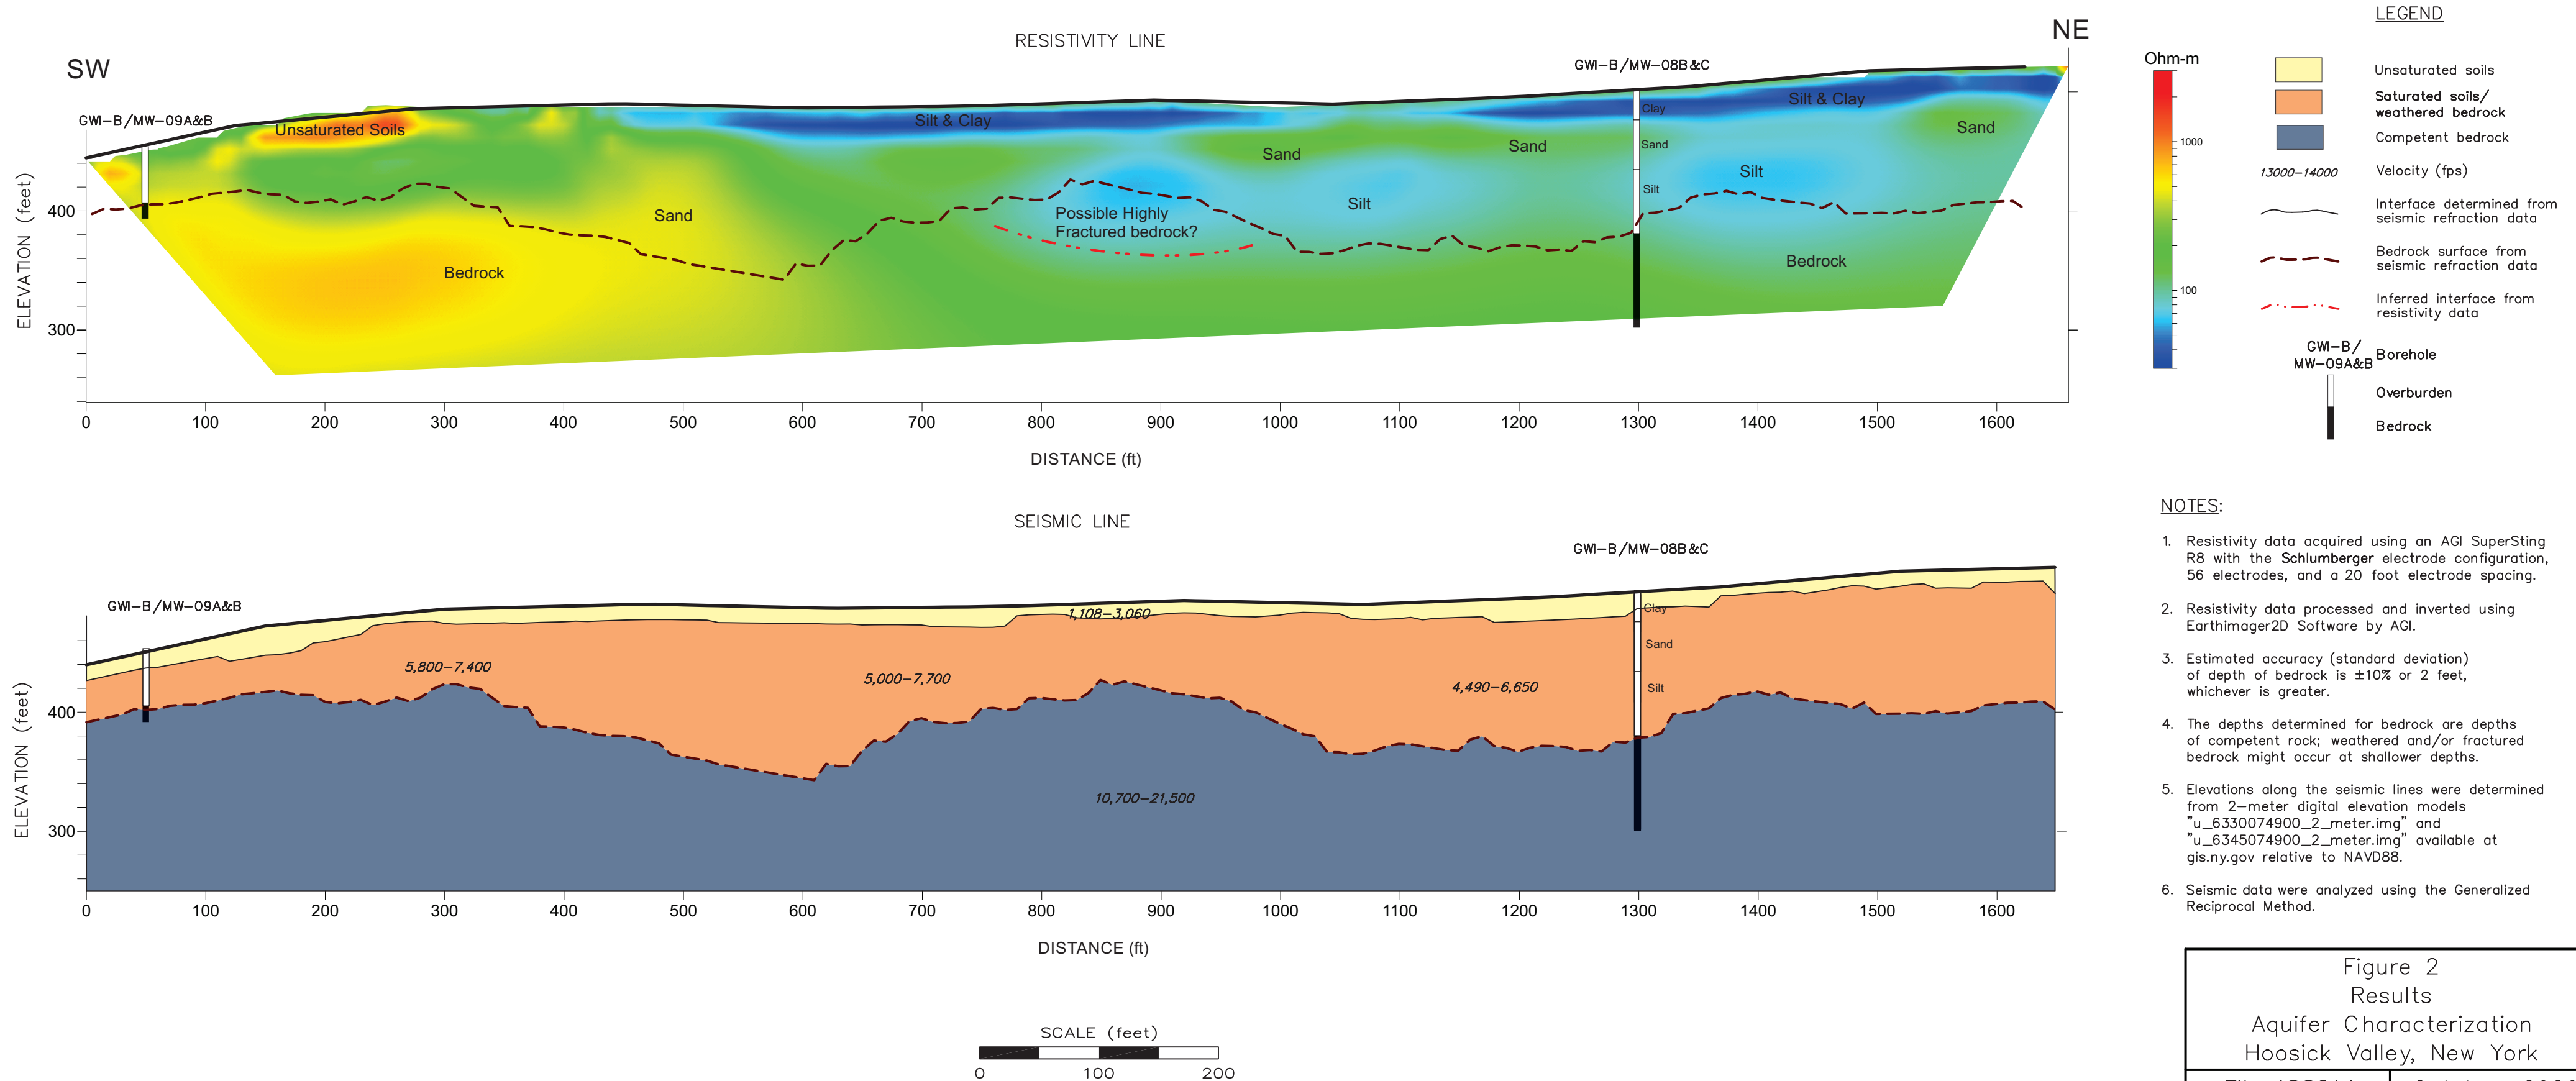 RESISTIVITY LINE
SW
NE
GWI-B/MW-09A&B
GWI-B/MW-08B&C
Unsaturated Soils
Silt & Clay
Silt & Clay
Clay
Sand
Sand
Sand
Sand
Silt
Silt
Silt
Sand
Possible Highly
Fractured bedrock?
Bedrock
Bedrock
ELEVATION (feet)
400
300
0 100 200 300 400 500 600 700 800 900 1000 1100 1200 1300 1400 1500 1600
DISTANCE (ft)
Ohm-m
1000
100
LEGEND
Unsaturated soils
Saturated soils/
weathered bedrock
Competent bedrock
13000-14000
Velocity (fps)
Interface determined from
seismic refraction data
Bedrock surface from
seismic refraction data
Inferred interface from
resistivity data
GWI-B/
MW-09A&B
Borehole
Overburden
Bedrock
SEISMIC LINE
GWI-B/MW-09A&B
GWI-B/MW-08B&C
1,108-3,060
Clay
Sand
Silt
5,800-7,400
5,000-7,700
4,490-6,650
10,700-21,500
ELEVATION (feet)
400
300
0 100 200 300 400 500 600 700 800 900 1000 1100 1200 1300 1400 1500 1600
DISTANCE (ft)
SCALE (feet)
0 100 200
NOTES:
1. Resistivity data acquired using an AGI SuperSting
R8 with the Schlumberger electrode configuration,
56 electrodes, and a 20 foot electrode spacing.
2. Resistivity data processed and inverted using
Earthimager2D Software by AGI.
3. Estimated accuracy (standard deviation)
of depth of bedrock is ±10% or 2 feet,
whichever is greater.
4. The depths determined for bedrock are depths
of competent rock; weathered and/or fractured
bedrock might occur at shallower depths.
5. Elevations along the seismic lines were determined
from 2-meter digital elevation models
"u_6330074900_2_meter.img" and
"u_6345074900_2_meter.img" available at
gis.ny.gov relative to NAVD88.
6. Seismic data were analyzed using the Generalized
Reciprocal Method.
Figure 2
Results
Aquifer Characterization
Hoosick Valley, New York